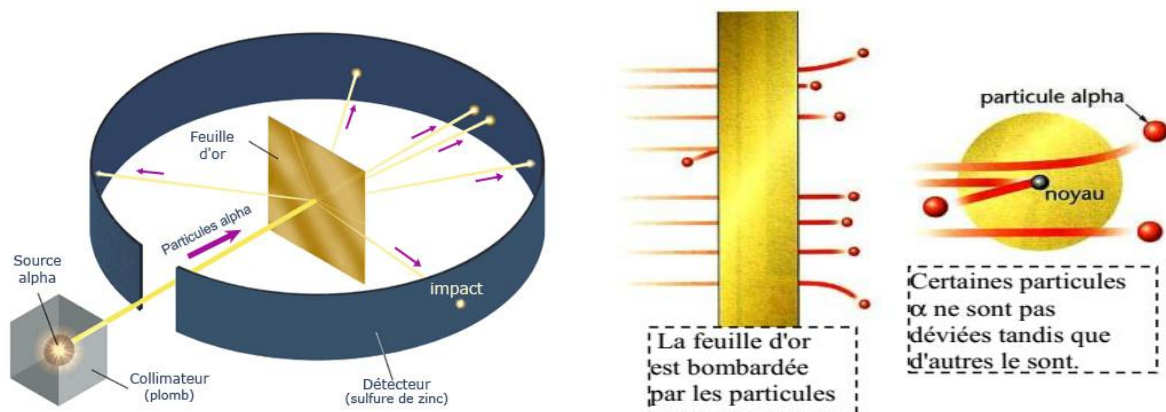 Feuille
d'or
Particules alpha
Source
alpha
impact
Collimateur
(plomb)
Détecteur
(sulfure de zinc)
La feuille d'or
est bombardée
par les particules
particule alpha
noyau
Certaines particules
α ne sont pas
déviées tandis que
d'autres le sont.